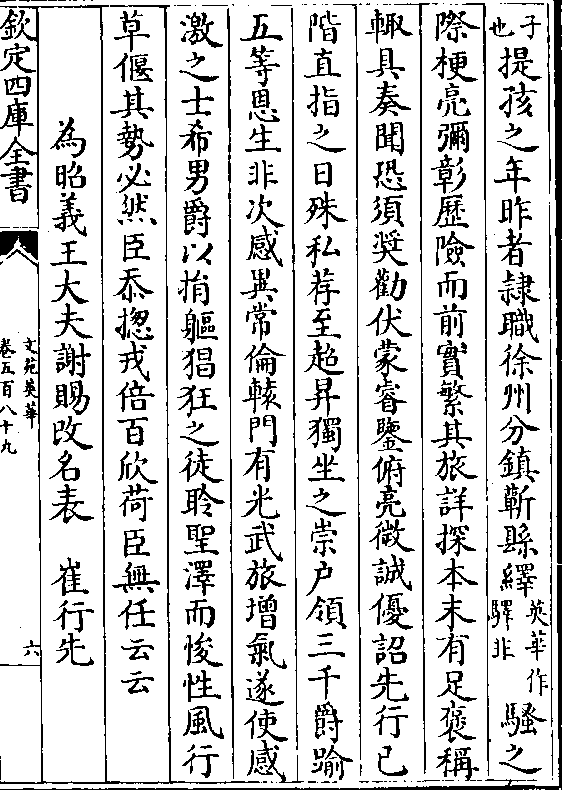 子也提孩之年昨者隷職徐州分鎮蘄縣繹英華作驛非騷之
際梗亮彌彰歷險而前實繁其旅詳探本末有足褒稱
輙具奏聞恐須奬勸伏蒙睿鑒俯亮微誠優詔先行已
階直指之日殊私荐至超昇獨坐之崇户領三千爵踰
五等恩生非次感異常倫轅門有光武旅增氣遂使感
激之士希男爵以捐軀猖狂之徒聆聖澤而悛性風行
草偃其勢必然臣忝揔戎倍百欣荷臣無任云云
為昭義王大夫謝賜改名表　崔行先
欽定四庫全書
文苑英華
卷五百八十九
六